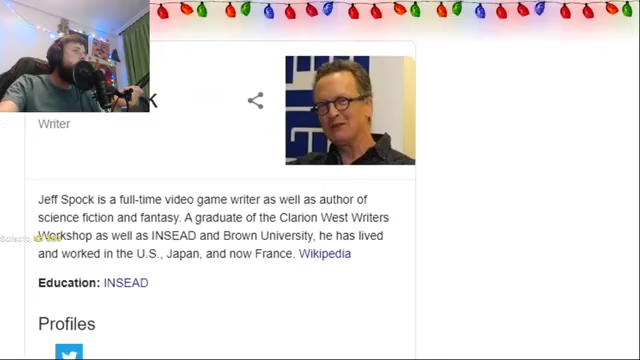 Writer
Jeff Spock is a full-time video game writer as well as author of
science fiction and fantasy. A graduate of the Clarion West Writers
Workshop as well as INSEAD and Brown University, he has lived
and worked in the U.S., Japan, and now France. Wikipedia
Education: INSEAD
Profiles